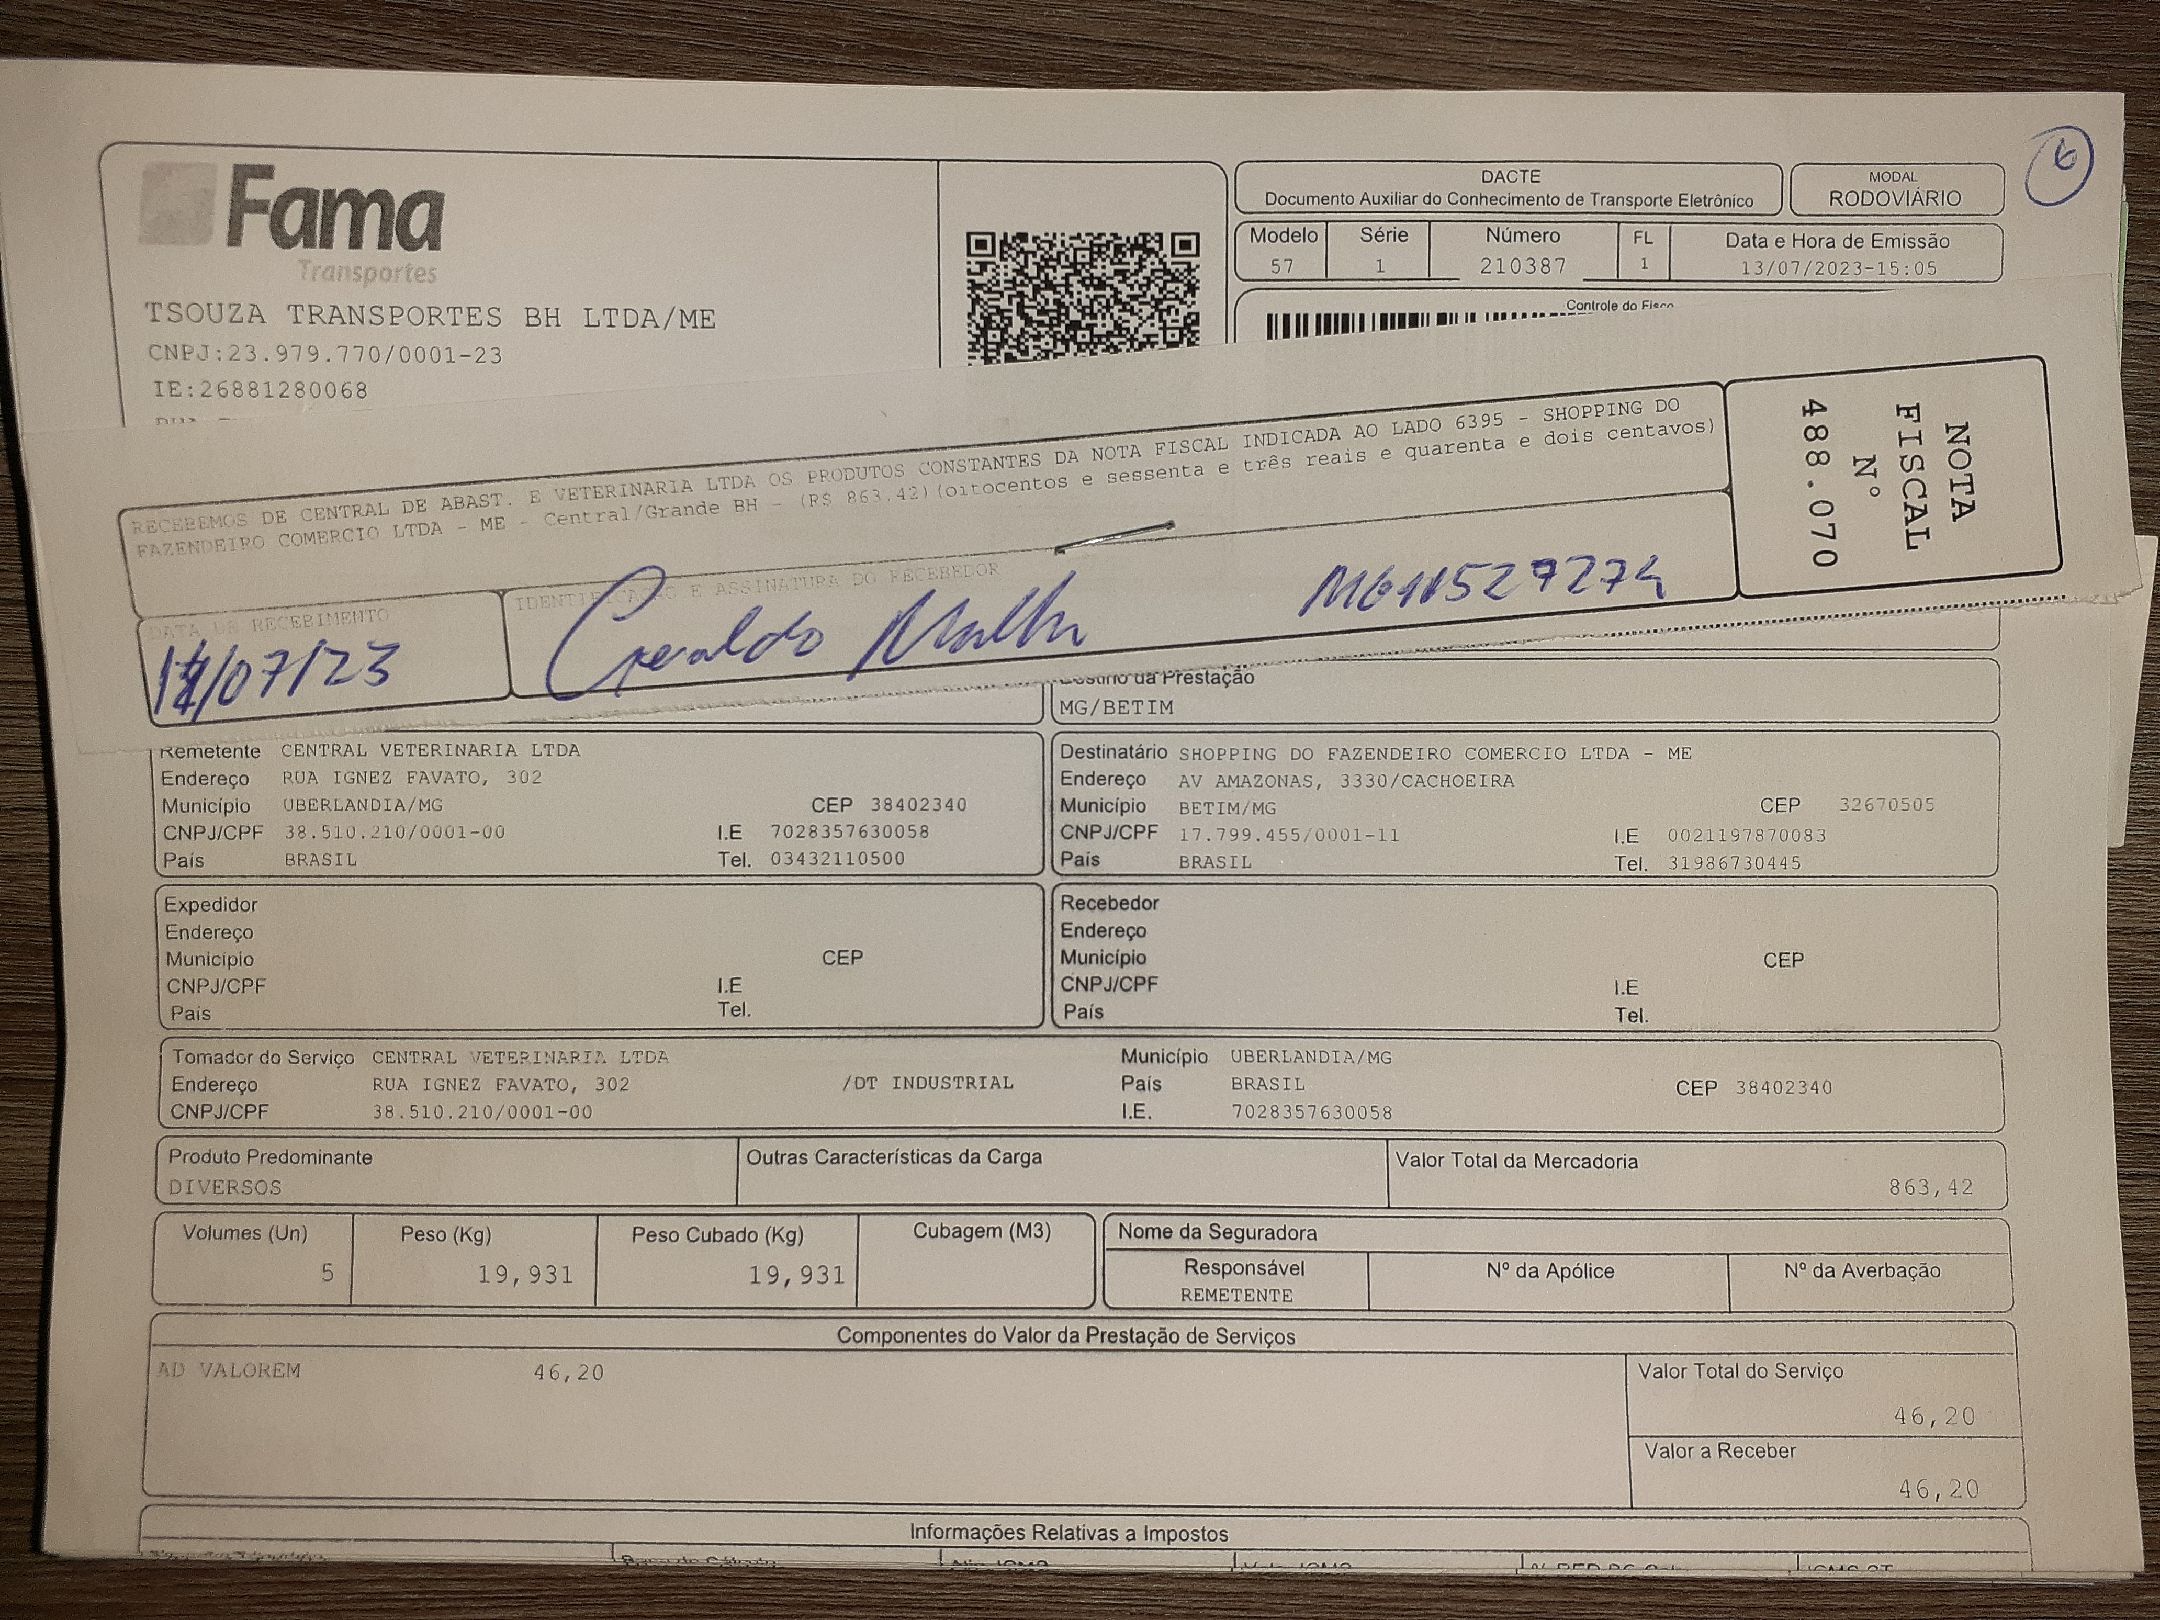 Fama
Transportes
TSOUZA TRANSPORTES BH LTDA/ME
CNPJ:23.979.770/0001-23
IE:26881280068
DACTE
Documento Auxiliar do Conhecimento de Transporte Eletrônico
MODAL
RODOVIÁRIO
6
Modelo Série Número FL Data e Hora de Emissão
57 1 210387 1 13/07/2023-15:05
Controle do Fisco
RECEBEMOS DE CENTRAL DE ABAST. E VETERINARIA LTDA OS PRODUTOS CONSTANTES DA NOTA FISCAL INDICADA AO LADO 6395 - SHOPPING DO
FAZENDEIRO COMERCIO LTDA - ME - Central/Grande BH - (R$ 863,42)(oitocentos e sessenta e três reais e quarenta e dois centavos)
NOTA
FISCAL
N°
488.070
DATA DE RECEBIMENTO
IDENTIFICAÇÃO E ASSINATURA DO RECEBEDOR
/07/23
Geraldo
da Prestação
MG/BETIM
Remetente CENTRAL VETERINARIA LTDA
Endereço RUA IGNEZ FAVATO, 302
Município UBERLANDIA/MG CEP 38402340
CNPJ/CPF 38.510.210/0001-00 I.E 7028357630058
País BRASIL Tel. 03432110500
Destinatário SHOPPING DO FAZENDEIRO COMERCIO LTDA - ME
Endereço AV AMAZONAS, 3330/CACHOEIRA
Município BETIM/MG CEP 32670505
CNPJ/CPF 17.799.455/0001-11 I.E 0021197870083
País BRASIL Tel. 31986730445
Expedidor
Endereço
Município CEP
CNPJ/CPF I.E
País Tel.
Recebedor
Endereço
Município CEP
CNPJ/CPF I.E
País Tel.
Tomador do Serviço CENTRAL VETERINARIA LTDA Município UBERLANDIA/MG
Endereço RUA IGNEZ FAVATO, 302 /DT INDUSTRIAL País BRASIL CEP 38402340
CNPJ/CPF 38.510.210/0001-00 I.E. 7028357630058
Produto Predominante Outras Características da Carga Valor Total da Mercadoria
DIVERSOS 863,42
Volumes (Un) Peso (Kg) Peso Cubado (Kg) Cubagem (M3)
5 19,931 19,931
Nome da Seguradora
Responsável Nº da Apólice Nº da Averbação
REMETENTE
Componentes do Valor da Prestação de Serviços
AD VALOREM 46,20
Valor Total do Serviço
46,20
Valor a Receber
46,20
Informações Relativas a Impostos